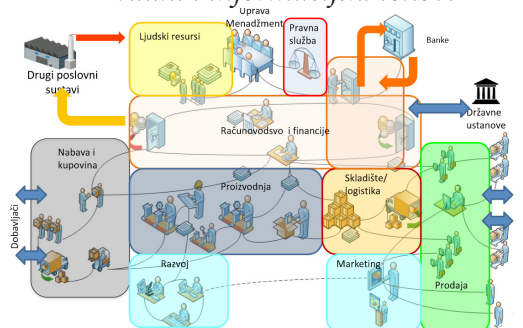 Uprava
Menadžment
Ljudski resursi
Pravna
služba
Banke
Drugi poslovni
sustavi
Računovodsvo i financije
Državne
ustanove
Nabava i
kupovina
Proizvodnja
Skladište/
logistika
Dobavljači
Razvoj
Marketing
Prodaja